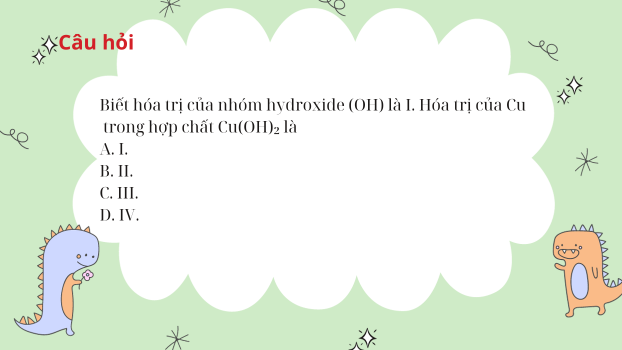 Câu hỏi
Biết hóa trị của nhóm hydroxide (OH) là I. Hóa trị của Cu
trong hợp chất Cu(OH)₂ là
A. I.
B. II.
C. III.
D. IV.